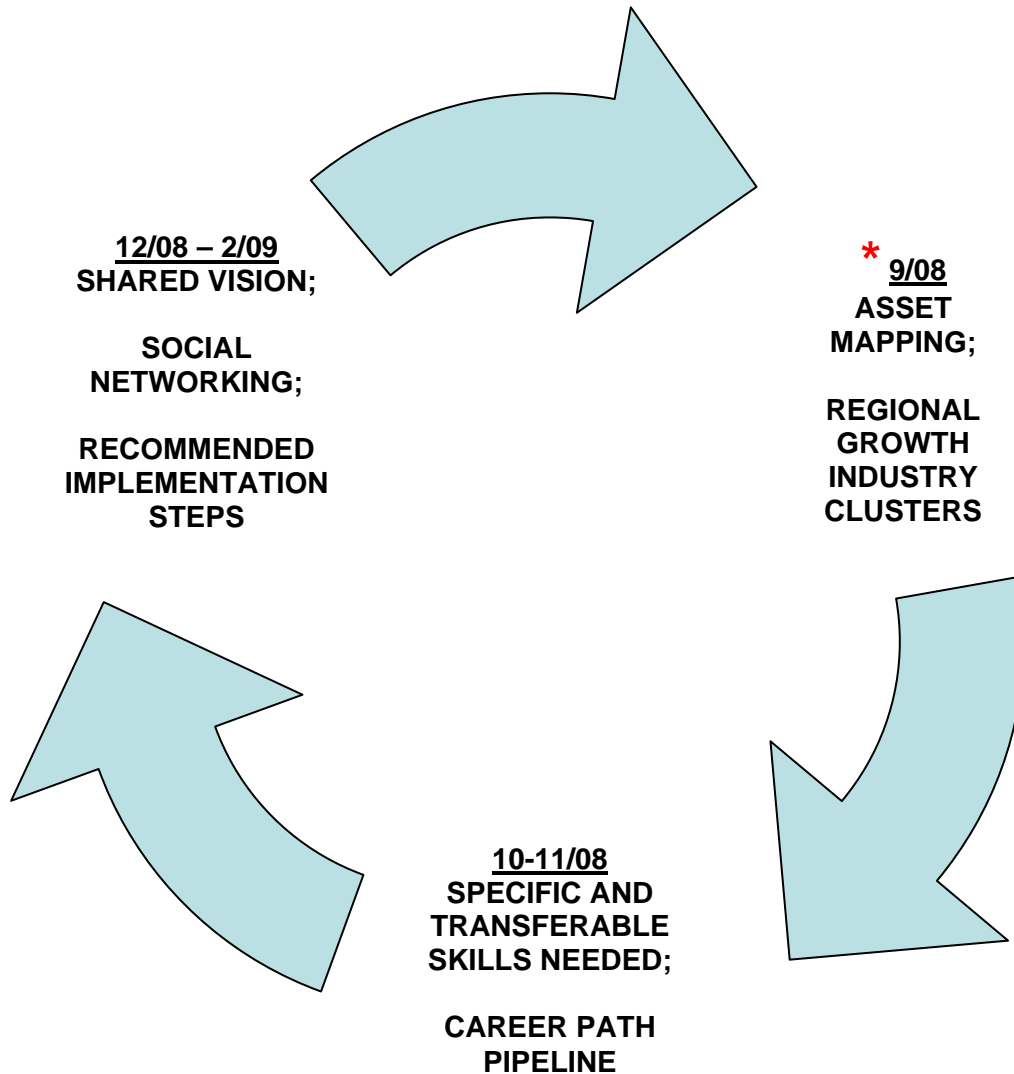 12/08 – 2/09
SHARED VISION;
SOCIAL
NETWORKING;
RECOMMENDED
IMPLEMENTATION
STEPS
* 9/08
ASSET
MAPPING;
REGIONAL
GROWTH
INDUSTRY
CLUSTERS
10-11/08
SPECIFIC AND
TRANSFERABLE
SKILLS NEEDED;
CAREER PATH
PIPELINE